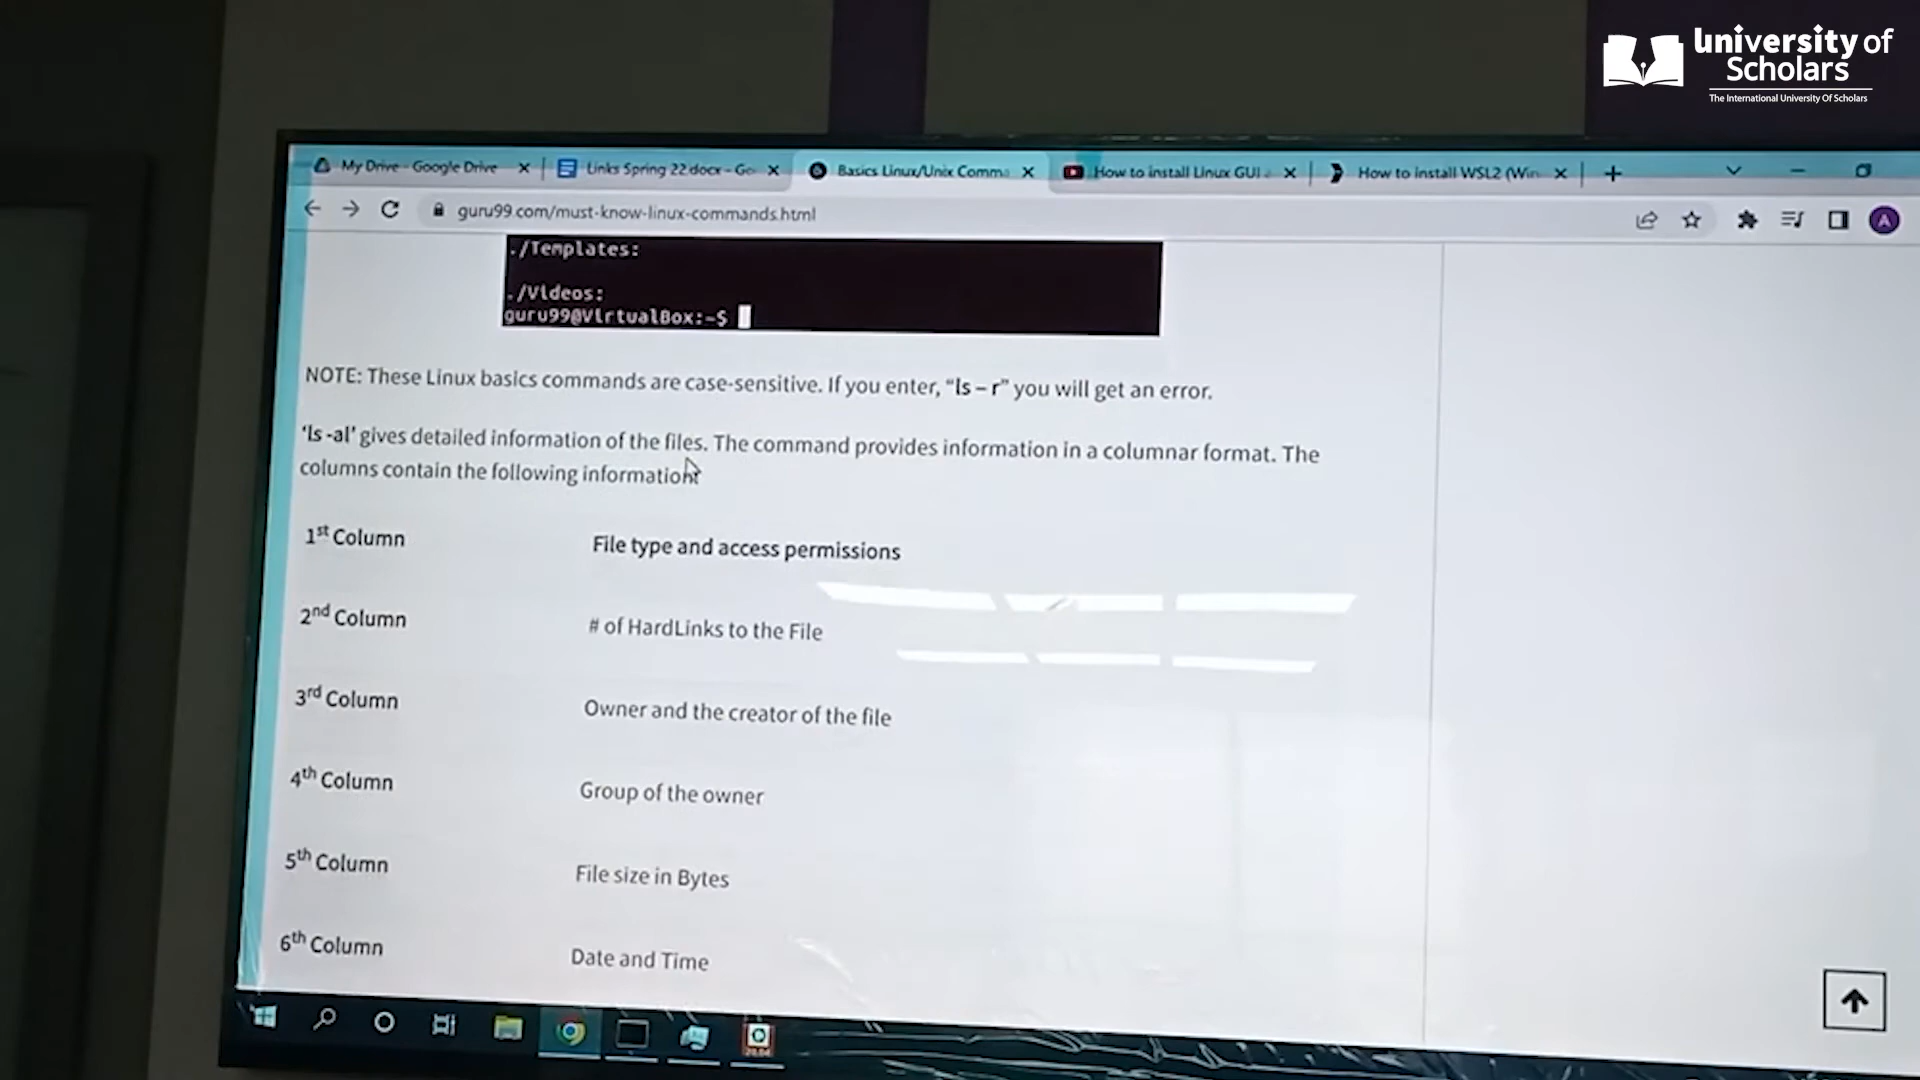 University of
Scholars
The International University Of Scholars
My Drive - Google Drive
Links Spring 22.docx - Go
Basics Linux/Unix Comma
How to install Linux GUI
How to install WSL2 (Win
guru99.com/must-know-linux-commands.html
A
./Templates:
./Videos:
guru99@VirtualBox:~$
NOTE: These Linux basics commands are case-sensitive. If you enter, “ls – r” you will get an error.
‘ls -al’ gives detailed information of the files. The command provides information in a columnar format. The
columns contain the following information:
1st Column
File type and access permissions
2nd Column
# of HardLinks to the File
3rd Column
Owner and the creator of the file
4th Column
Group of the owner
5th Column
File size in Bytes
6th Column
Date and Time